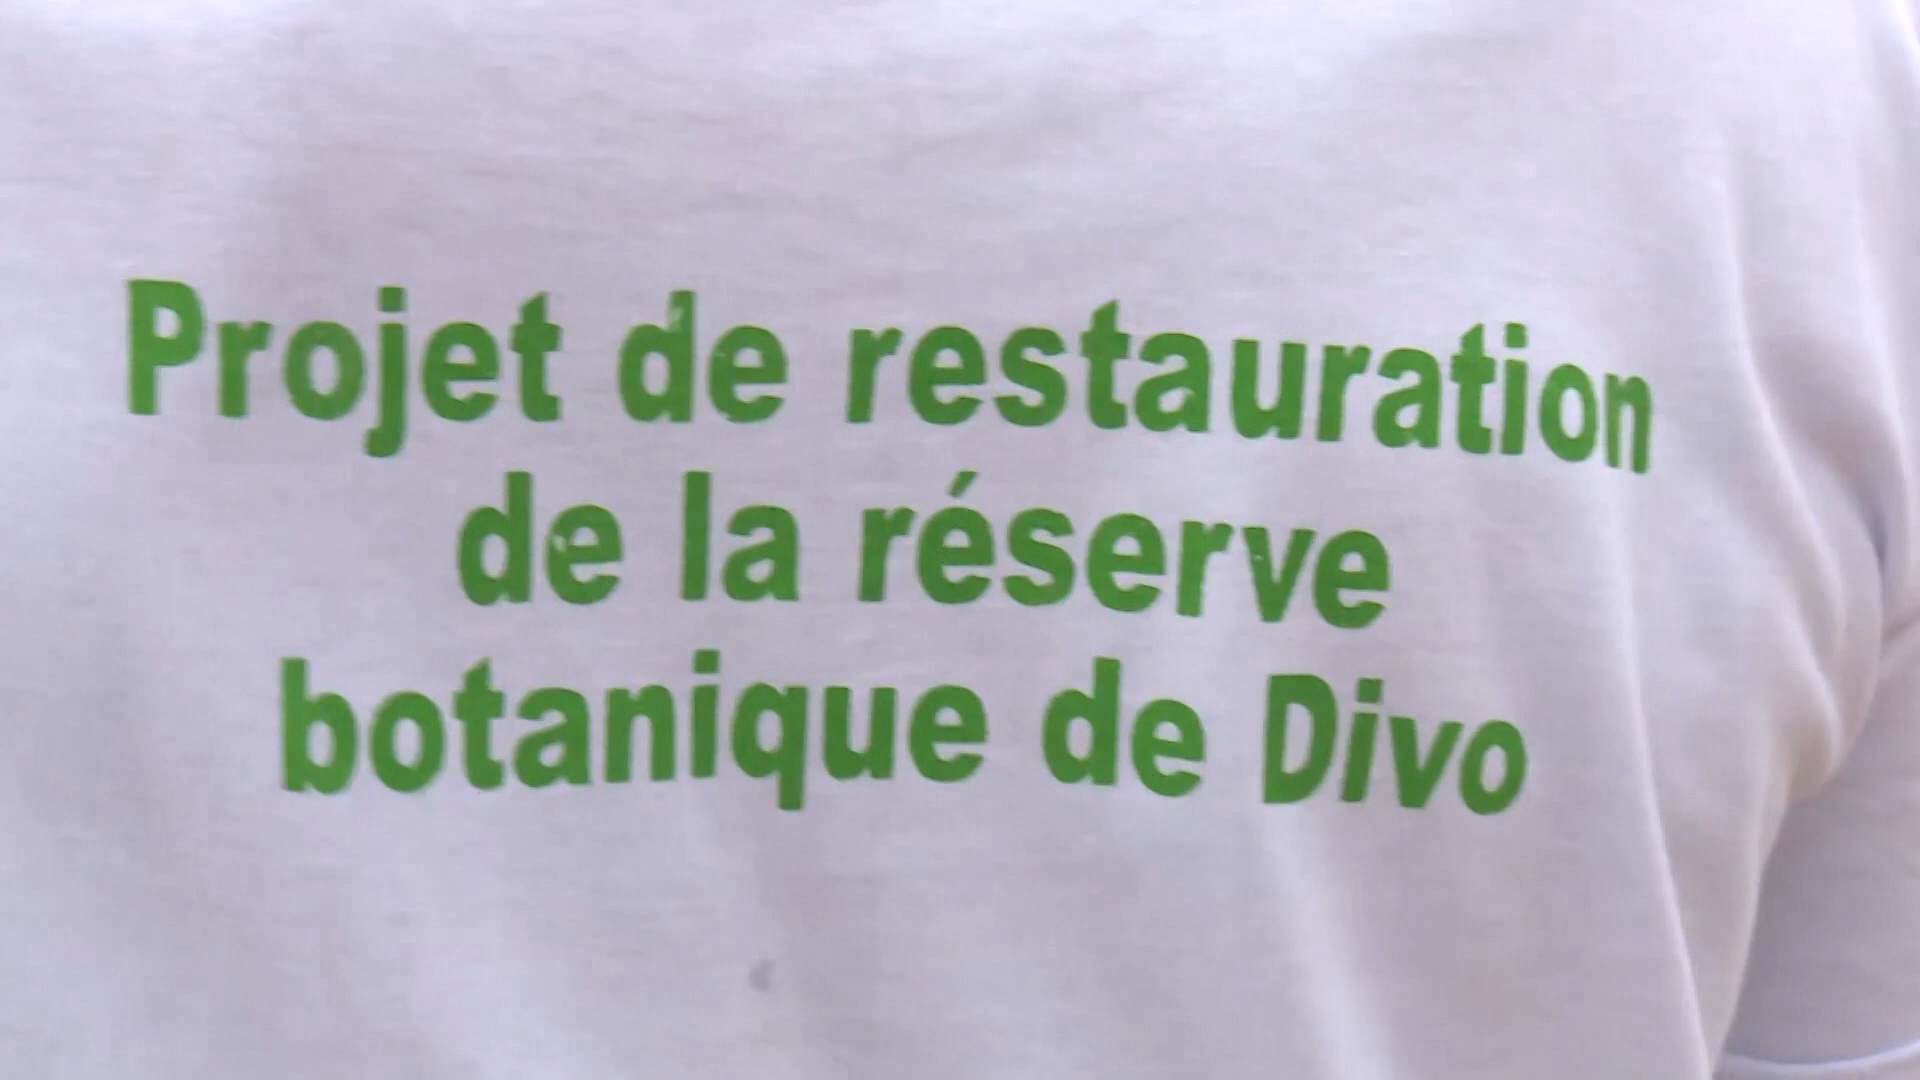 Projet de restauration
de la réserve
botanique de Divo